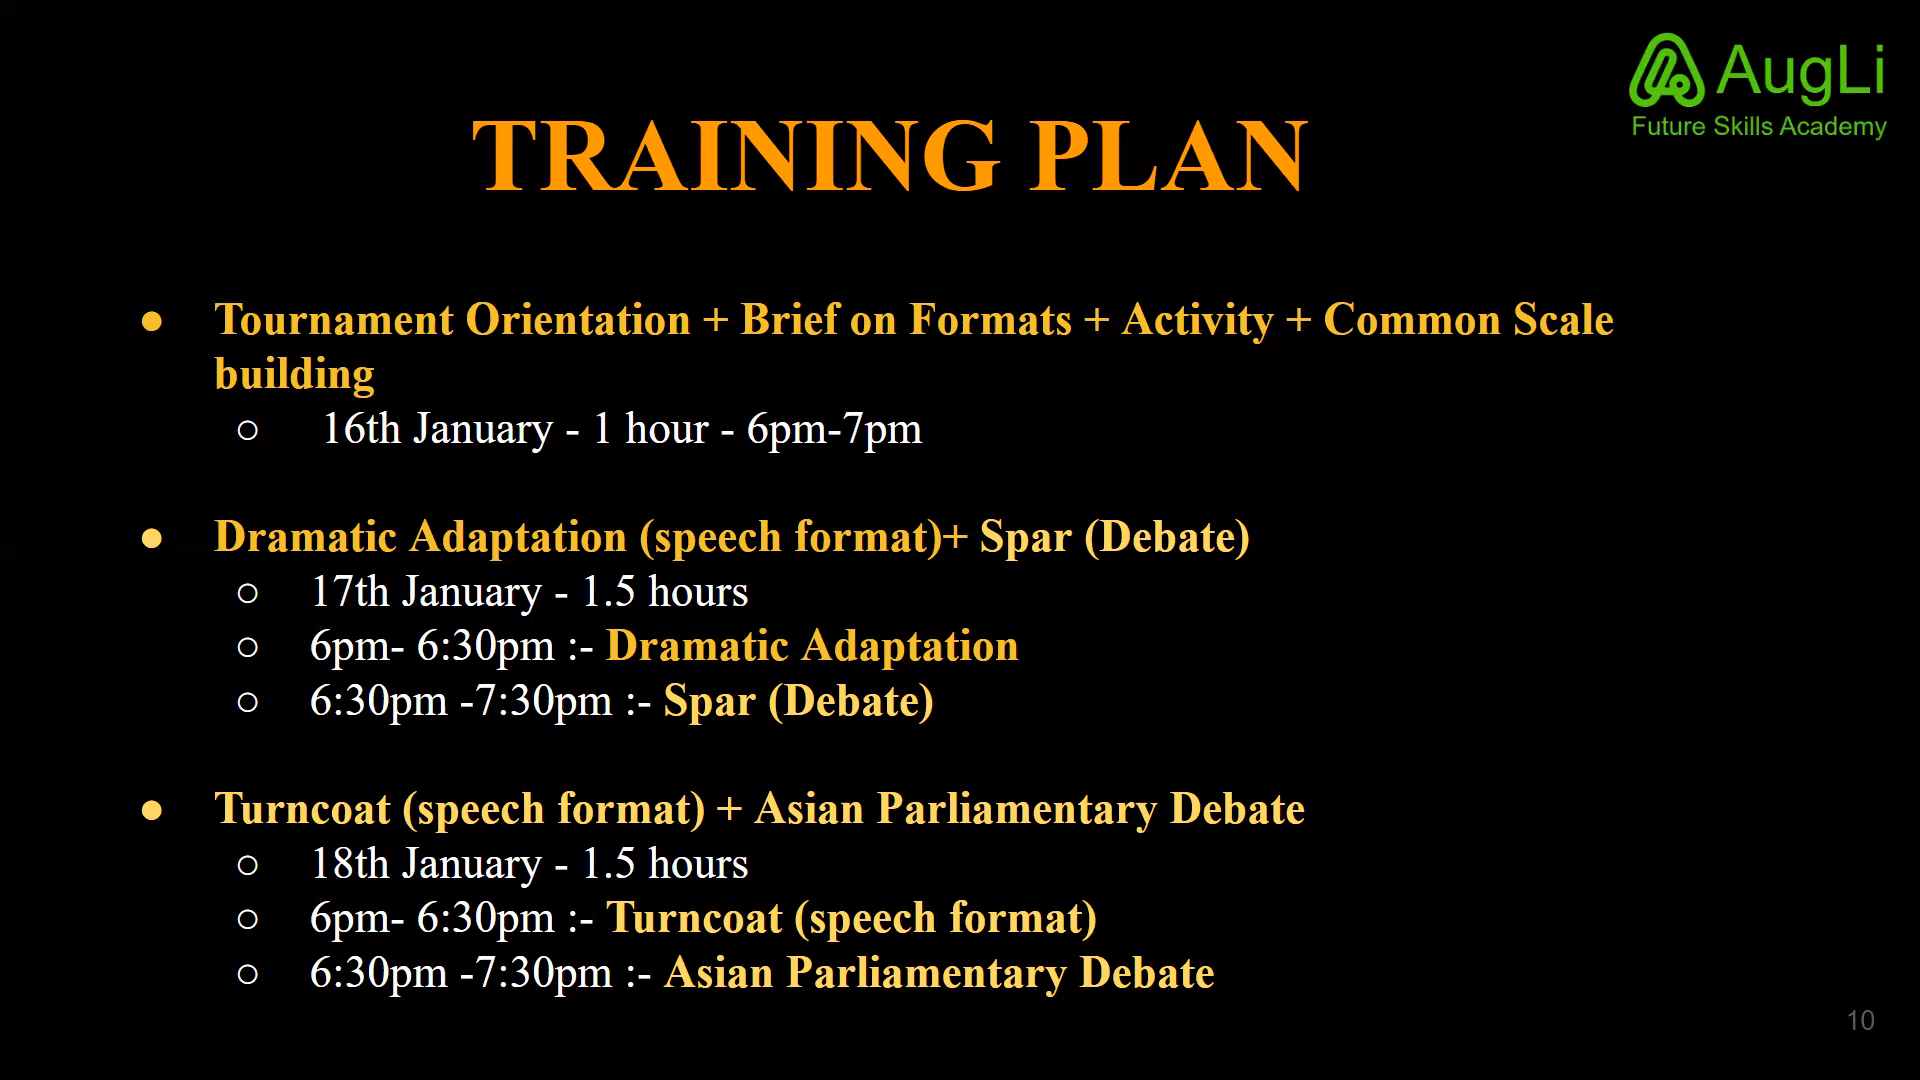 AugLi
Future Skills Academy
TRAINING PLAN
● Tournament Orientation + Brief on Formats + Activity + Common Scale
building
○ 16th January - 1 hour - 6pm-7pm
● Dramatic Adaptation (speech format)+ Spar (Debate)
○ 17th January - 1.5 hours
○ 6pm- 6:30pm :- Dramatic Adaptation
○ 6:30pm -7:30pm :- Spar (Debate)
● Turncoat (speech format) + Asian Parliamentary Debate
○ 18th January - 1.5 hours
○ 6pm- 6:30pm :- Turncoat (speech format)
○ 6:30pm -7:30pm :- Asian Parliamentary Debate
10